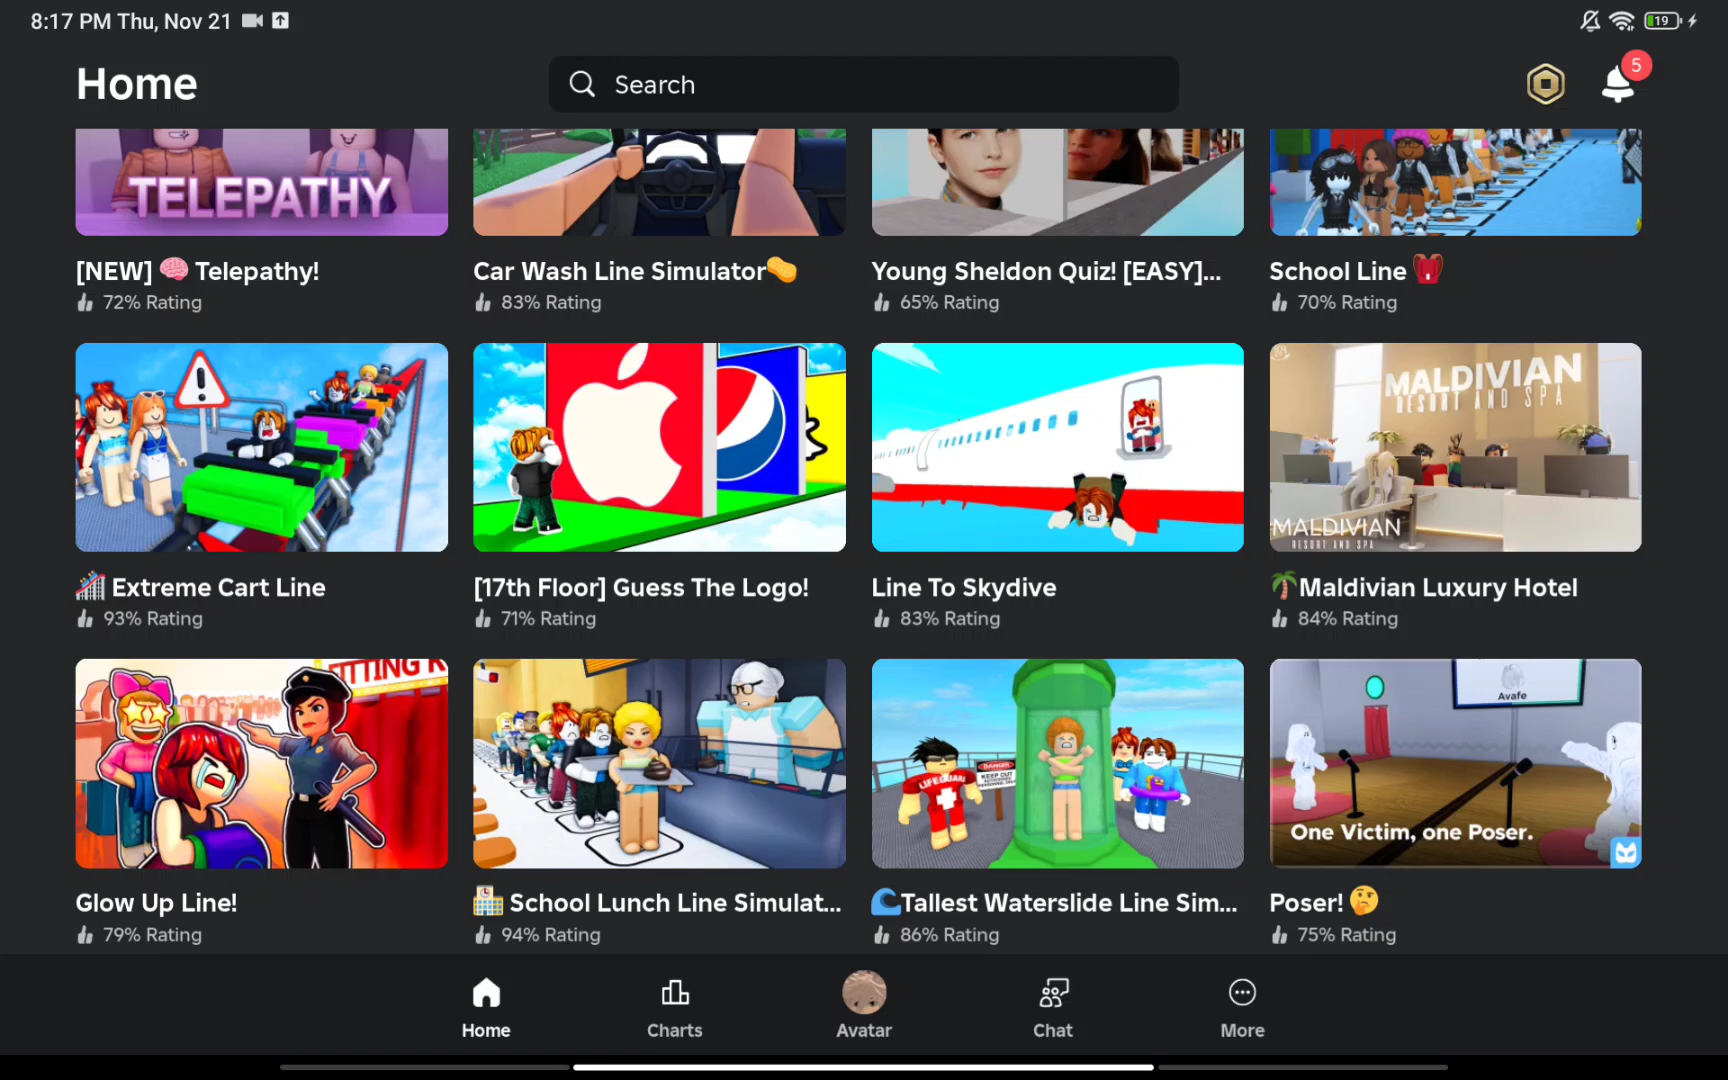 8:17 PM Thu, Nov 21
19
Home
Search
5
TELEPATHY
[NEW] 🧠 Telepathy!
72% Rating
Car Wash Line Simulator🧽
83% Rating
Young Sheldon Quiz! [EASY]...
65% Rating
School Line 🎒
70% Rating
MALDIVIAN
RESORT AND SPA
MALDIVIAN
RESORT AND SPA
🎢 Extreme Cart Line
93% Rating
[17th Floor] Guess The Logo!
71% Rating
Line To Skydive
83% Rating
🌴Maldivian Luxury Hotel
84% Rating
LIFEGUARD
DANGER
KEEP OUT
Avafe
One Victim, one Poser.
Glow Up Line!
79% Rating
🏫 School Lunch Line Simulat...
94% Rating
🌊Tallest Waterslide Line Sim...
86% Rating
Poser! 🤔
75% Rating
Home
Charts
Avatar
Chat
More